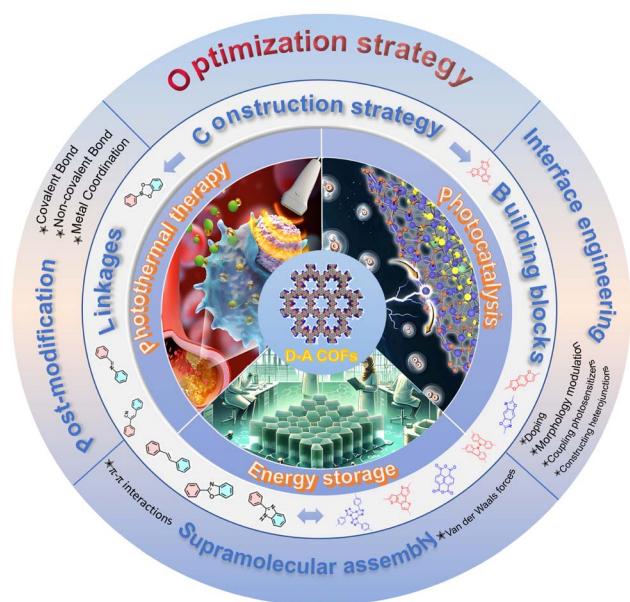 Optimization strategy
Construction strategy
Covalent Bond
Non-covalent Bond
Metal Coordination
Interface engineering
Photothermal therapy
Photocatalysis
Linkages
Building blocks
D-A COFs
Post-modification
Doping
Morphology modulation
Coupling photosensitizers
Constructing heterojunctions
Energy storage
π-π interactions
Van der Waals forces
Supramolecular assembly